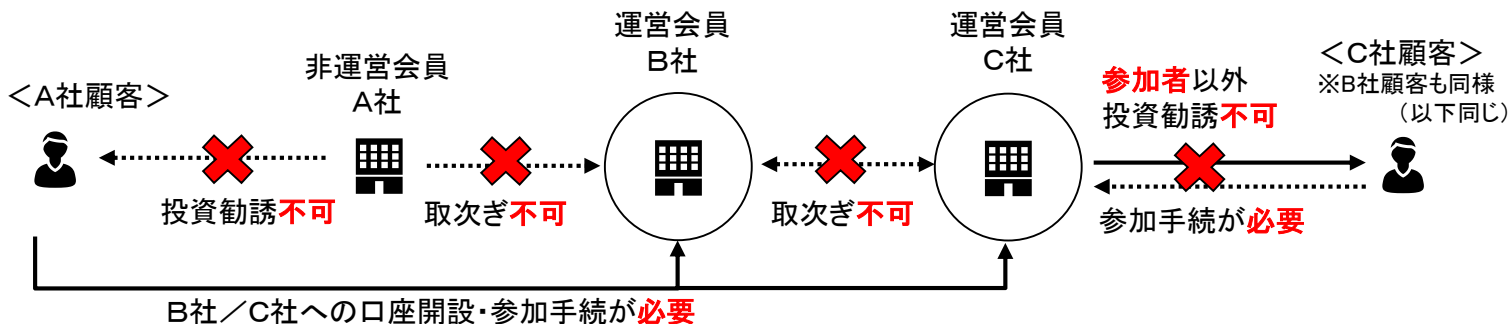 ＜A社顧客＞
非運営会員
A社
運営会員
B社
運営会員
C社
参加者以外
投資勧誘不可
＜C社顧客＞
※B社顧客も同様
（以下同じ）
投資勧誘不可
取次ぎ不可
取次ぎ不可
参加手続が必要
B社／C社への口座開設・参加手続が必要